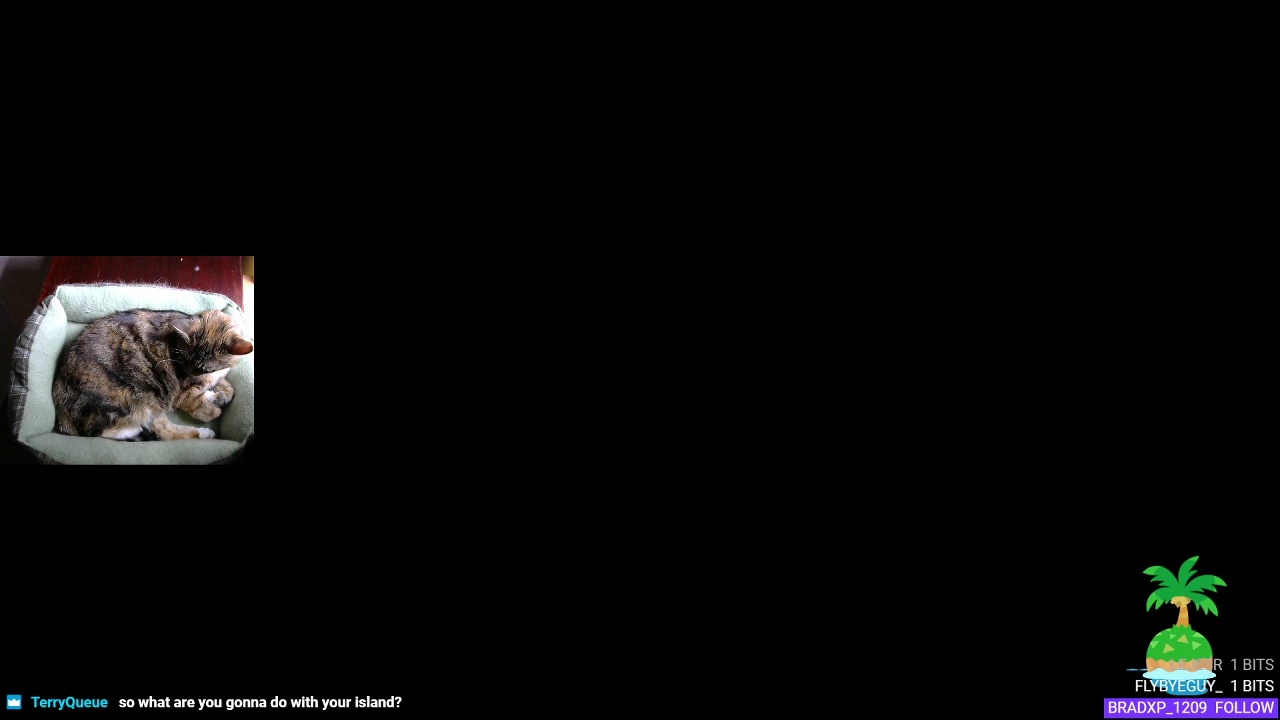 R 1 BITS
FLYBYEGUY_ 1 BITS
TerryQueue so what are you gonna do with your island?
BRADXP_1209 FOLLOW